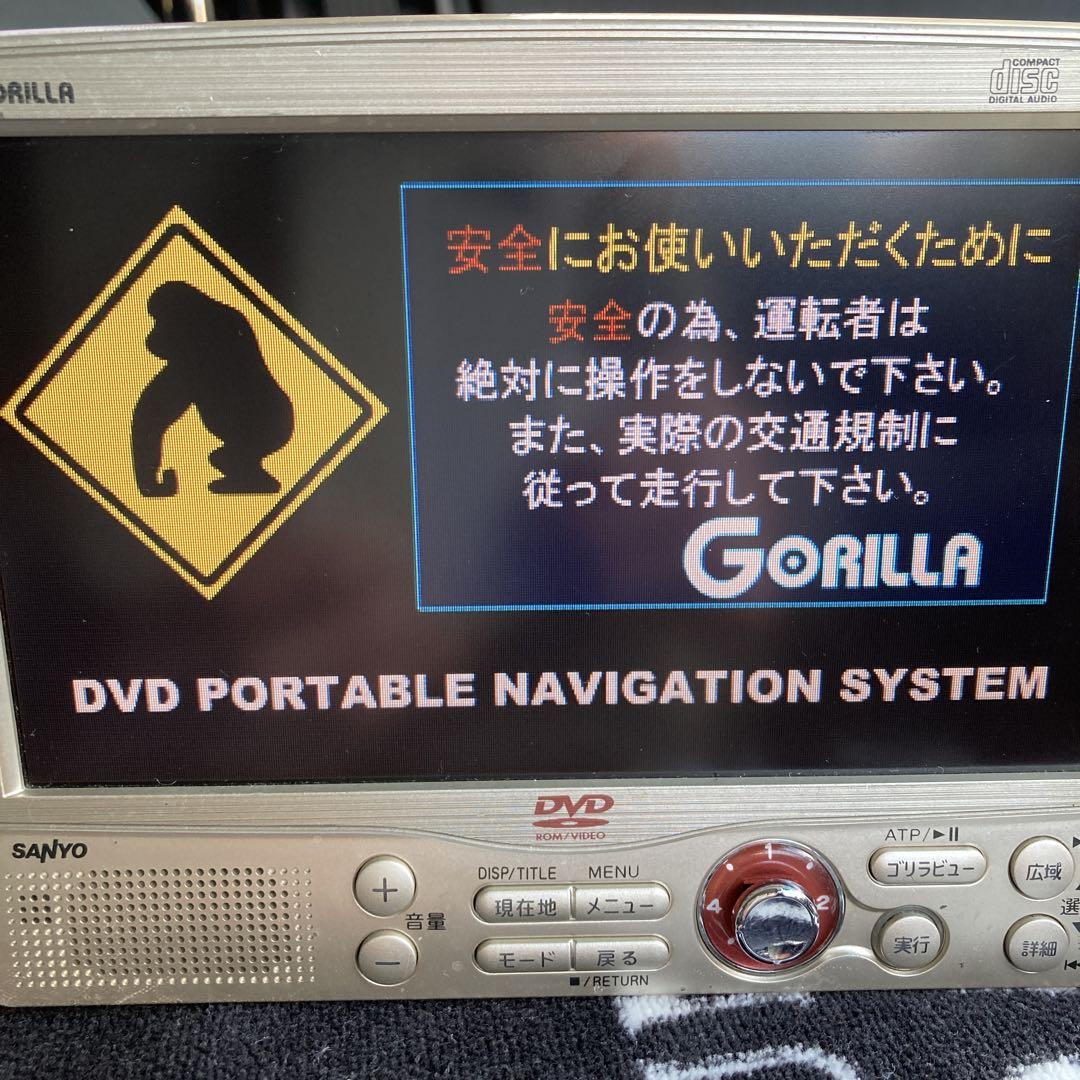 ORILLA
COMPACT
disc
DIGITAL AUDIO
安全にお使いいただくために
安全の為、運転者は
絶対に操作をしないで下さい。
また、実際の交通規制に
従って走行して下さい。
GORILLA
DVD PORTABLE NAVIGATION SYSTEM
DVD
ROM/VIDEO
SANYO
+
音量
−
DISP/TITLE MENU
現在地 メニュー
モード 戻る
■/RETURN
1
2
4
ATP/▶II
ゴリラビュー
実行
広域
選
詳細